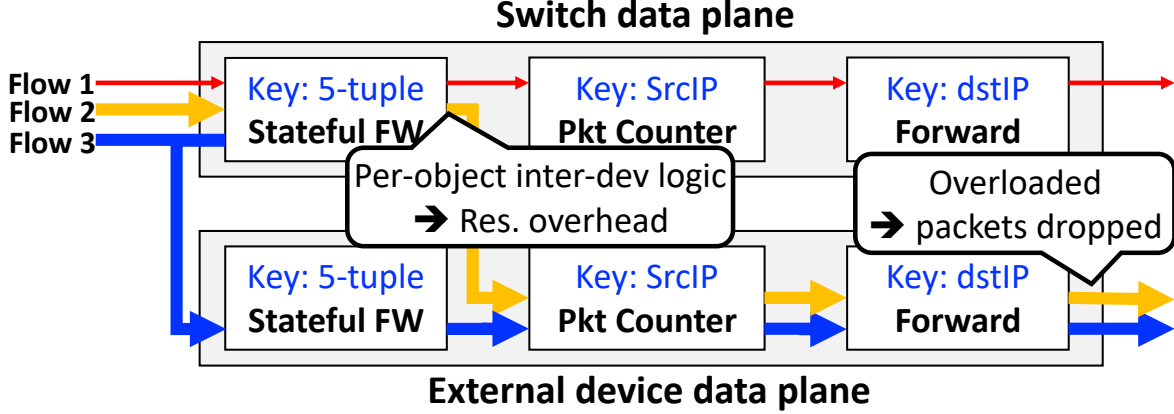 Switch data plane
Flow 1
Flow 2
Flow 3
Key: 5-tuple
Stateful FW
Key: SrcIP
Pkt Counter
Key: dstIP
Forward
Per-object inter-dev logic
➔ Res. overhead
Overloaded
➔ packets dropped
Key: 5-tuple
Stateful FW
Key: SrcIP
Pkt Counter
Key: dstIP
Forward
External device data plane